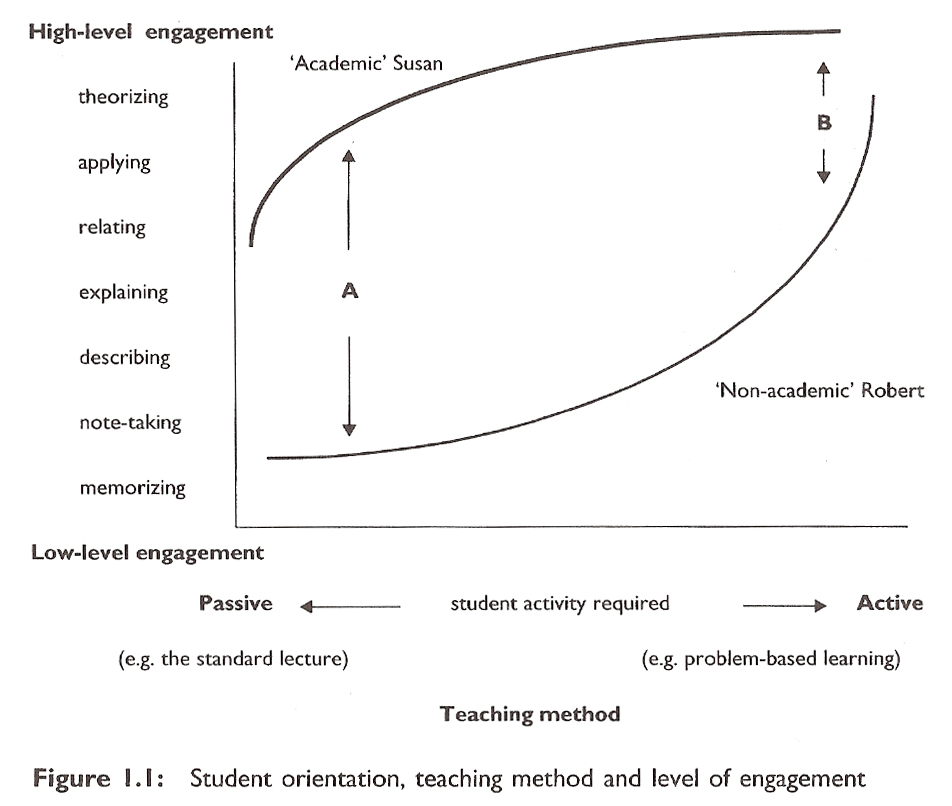 High-level engagement
'Academic' Susan
theorizing
B
applying
relating
explaining
A
describing
'Non-academic' Robert
note-taking
memorizing
Low-level engagement
Passive student activity required Active
(e.g. the standard lecture) (e.g. problem-based learning)
Teaching method
Figure 1.1: Student orientation, teaching method and level of engagement